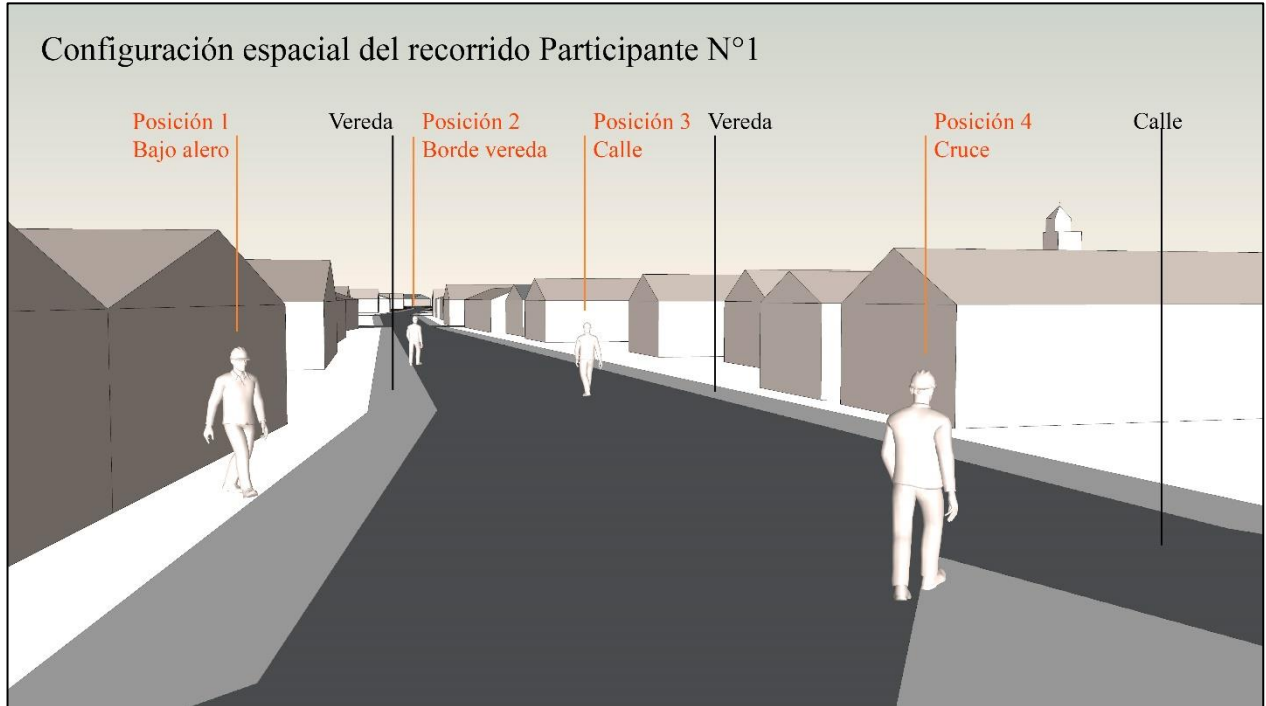 Configuración espacial del recorrido Participante N°1
Posición 1
Bajo alero
Vereda
Posición 2
Borde vereda
Posición 3
Calle
Vereda
Posición 4
Cruce
Calle